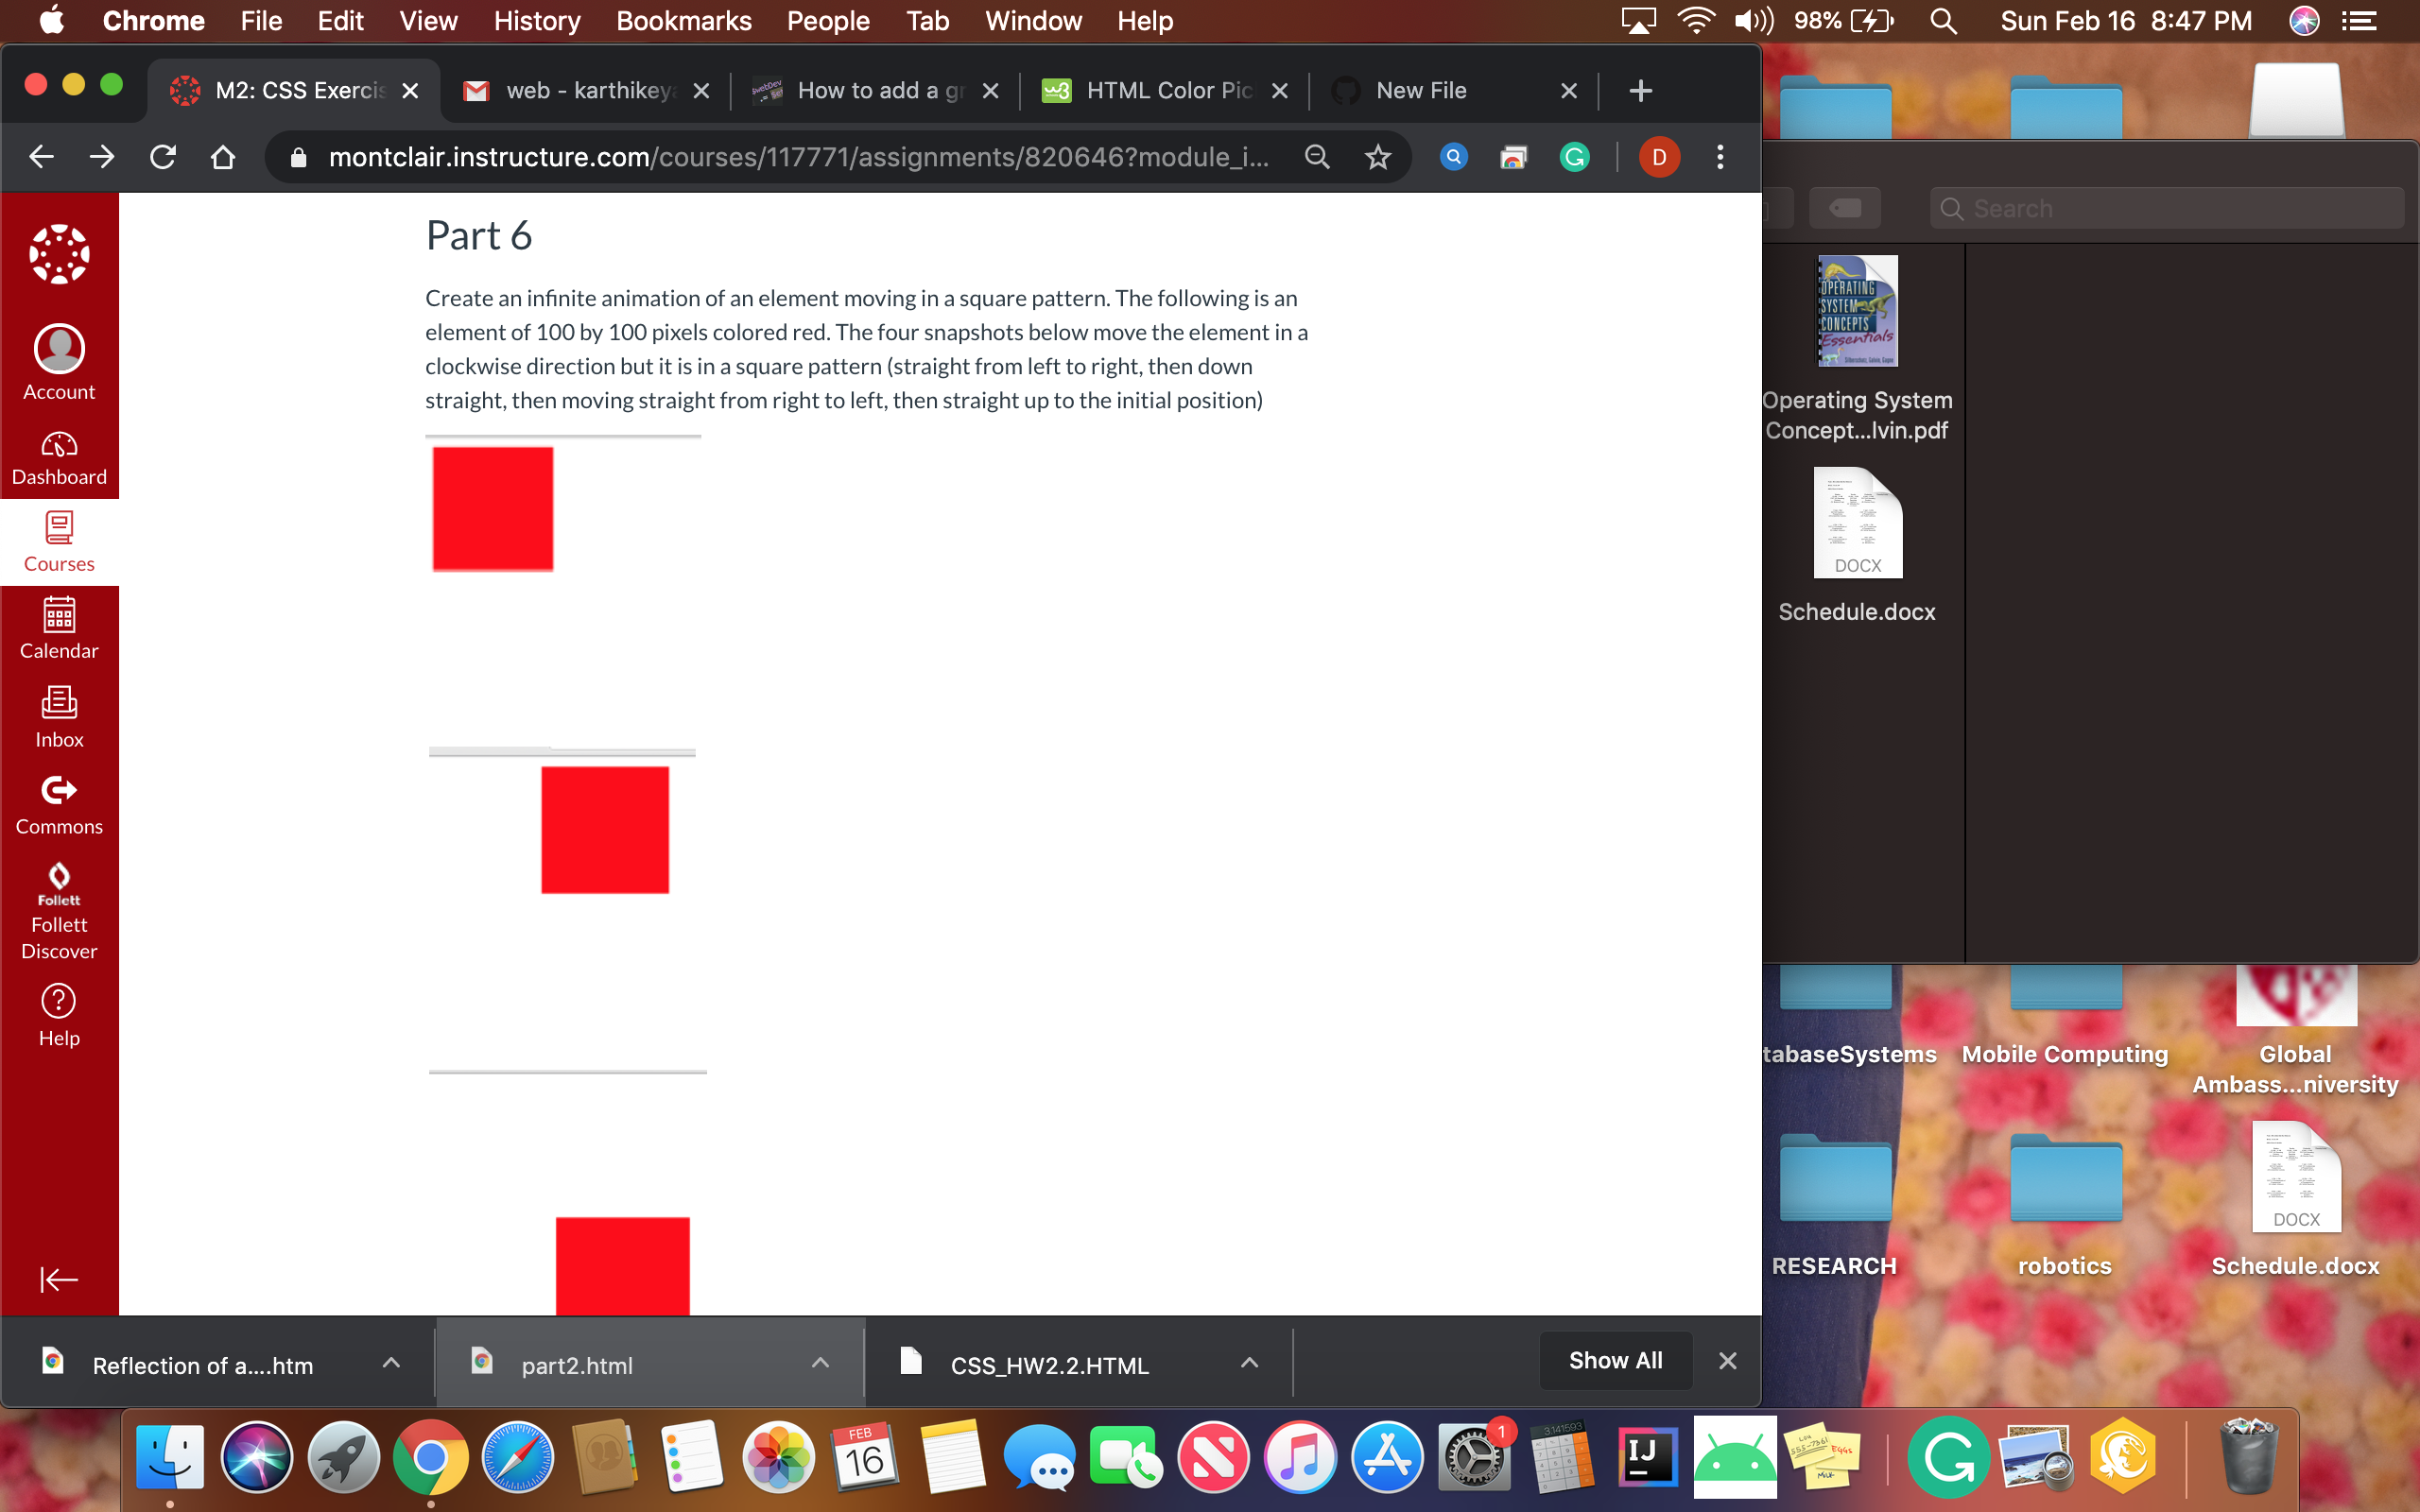 Chrome File Edit View History Bookmarks People Tab Window Help 98% Sun Feb 16 8:47 PM
M2: CSS Exercis web - karthikeya How to add a gr HTML Color Pic New File
montclair.instructure.com/courses/117771/assignments/820646?module_i... D
Search
Part 6
Create an infinite animation of an element moving in a square pattern. The following is an
element of 100 by 100 pixels colored red. The four snapshots below move the element in a
clockwise direction but it is in a square pattern (straight from left to right, then down
straight, then moving straight from right to left, then straight up to the initial position)
Account
Dashboard
Courses
Calendar
Inbox
Commons
Follett
Follett
Discover
Help
OPERATING
SYSTEM
CONCEPTS
Essentials
Operating System
Concept...lvin.pdf
DOCX
Schedule.docx
tabaseSystems Mobile Computing Global
Ambass...niversity
DOCX
RESEARCH robotics Schedule.docx
Reflection of a....htm part2.html CSS_HW2.2.HTML Show All
FEB
16
1
3.141593
IJ